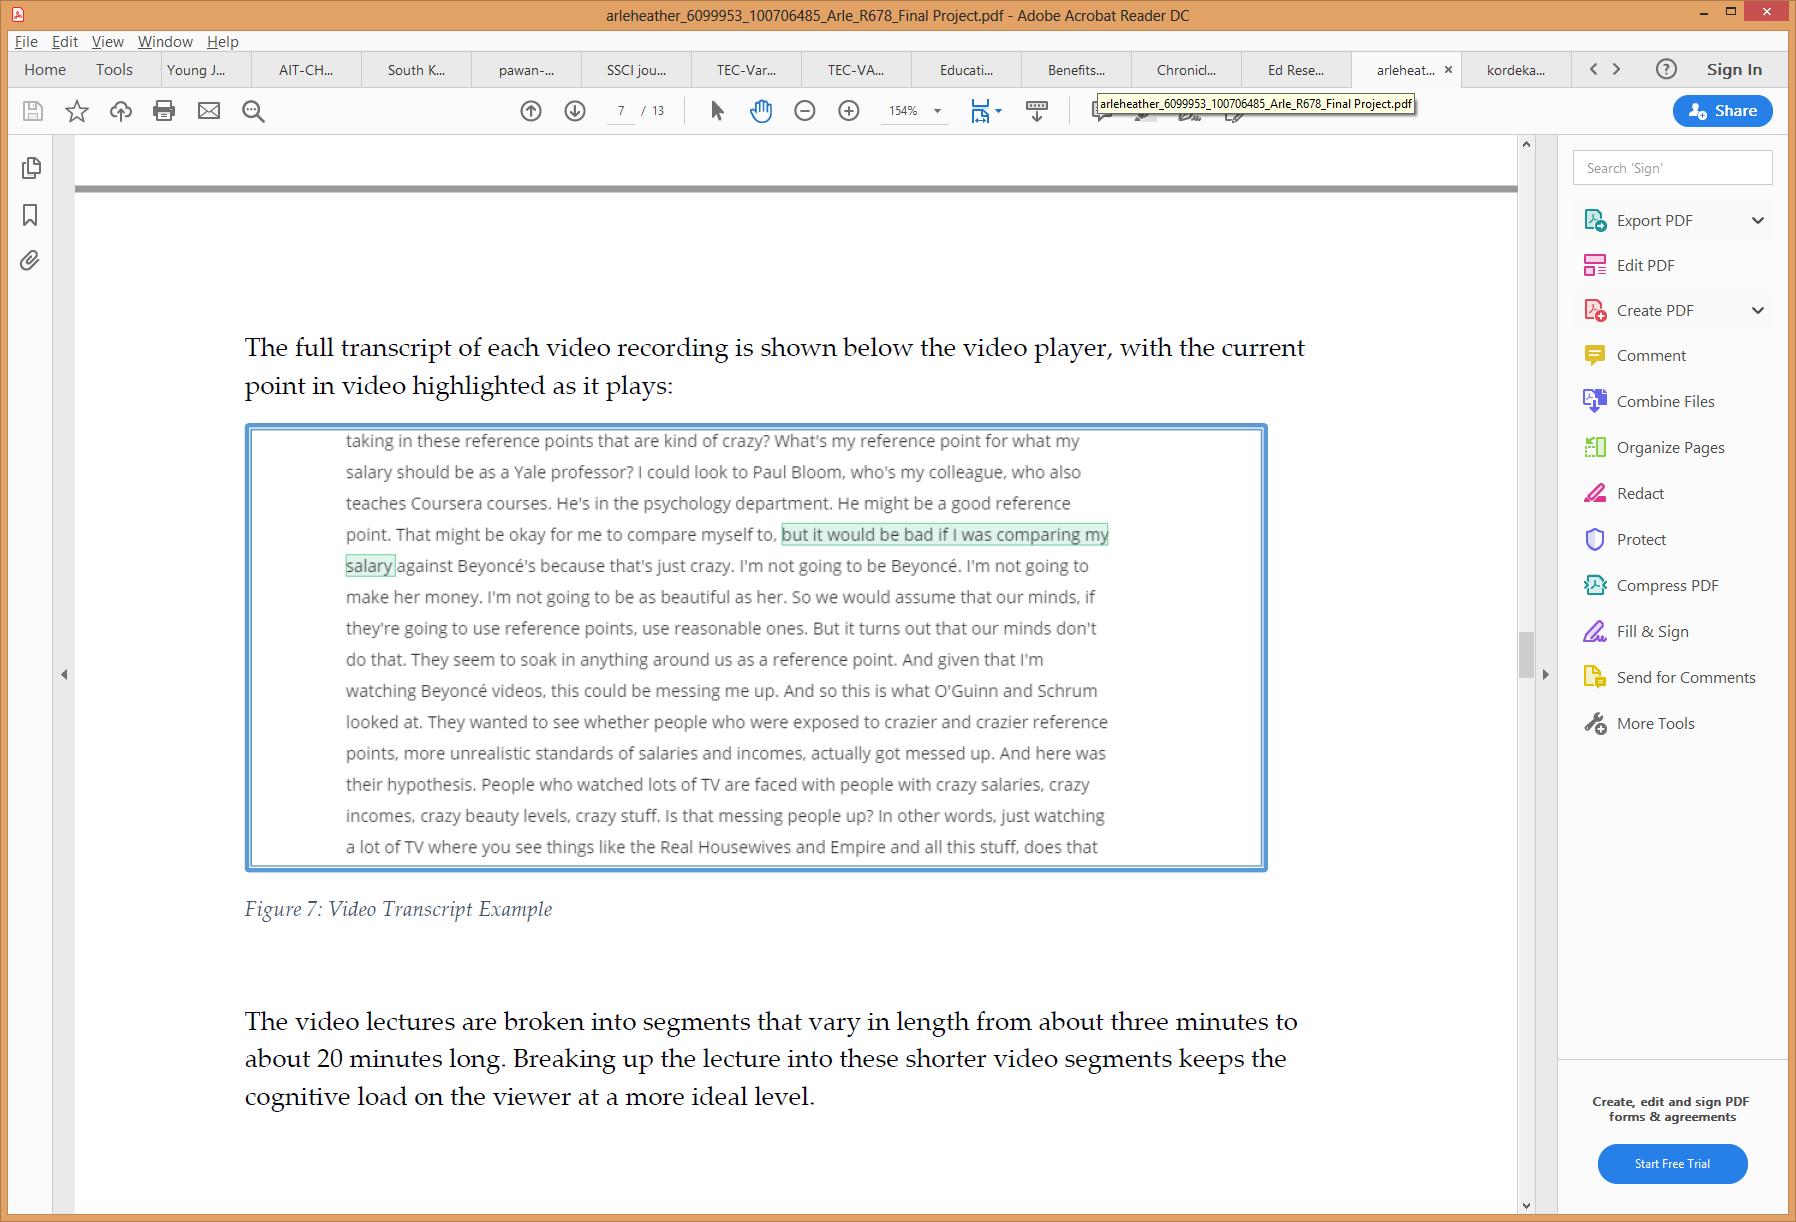 arleheather_6099953_100706485_Arle_R678_Final Project.pdf - Adobe Acrobat Reader DC
File Edit View Window Help
Home Tools Young J... AIT-CH... South K... pawan-... SSCI jou... TEC-Var... TEC-VA... Educati... Benefits... Chronicl... Ed Rese... arleheat... kordeka... Sign In
7 / 13 154% arleheather_6099953_100706485_Arle_R678_Final Project.pdf Share
Search 'Sign'
Export PDF
Edit PDF
Create PDF
Comment
Combine Files
Organize Pages
Redact
Protect
Compress PDF
Fill & Sign
Send for Comments
More Tools
Create, edit and sign PDF
forms & agreements
Start Free Trial
The full transcript of each video recording is shown below the video player, with the current
point in video highlighted as it plays:
taking in these reference points that are kind of crazy? What's my reference point for what my
salary should be as a Yale professor? I could look to Paul Bloom, who's my colleague, who also
teaches Coursera courses. He's in the psychology department. He might be a good reference
point. That might be okay for me to compare myself to, but it would be bad if I was comparing my
salary against Beyoncé's because that's just crazy. I'm not going to be Beyoncé. I'm not going to
make her money. I'm not going to be as beautiful as her. So we would assume that our minds, if
they're going to use reference points, use reasonable ones. But it turns out that our minds don't
do that. They seem to soak in anything around us as a reference point. And given that I'm
watching Beyoncé videos, this could be messing me up. And so this is what O'Guinn and Schrum
looked at. They wanted to see whether people who were exposed to crazier and crazier reference
points, more unrealistic standards of salaries and incomes, actually got messed up. And here was
their hypothesis. People who watched lots of TV are faced with people with crazy salaries, crazy
incomes, crazy beauty levels, crazy stuff. Is that messing people up? In other words, just watching
a lot of TV where you see things like the Real Housewives and Empire and all this stuff, does that
Figure 7: Video Transcript Example
The video lectures are broken into segments that vary in length from about three minutes to
about 20 minutes long. Breaking up the lecture into these shorter video segments keeps the
cognitive load on the viewer at a more ideal level.